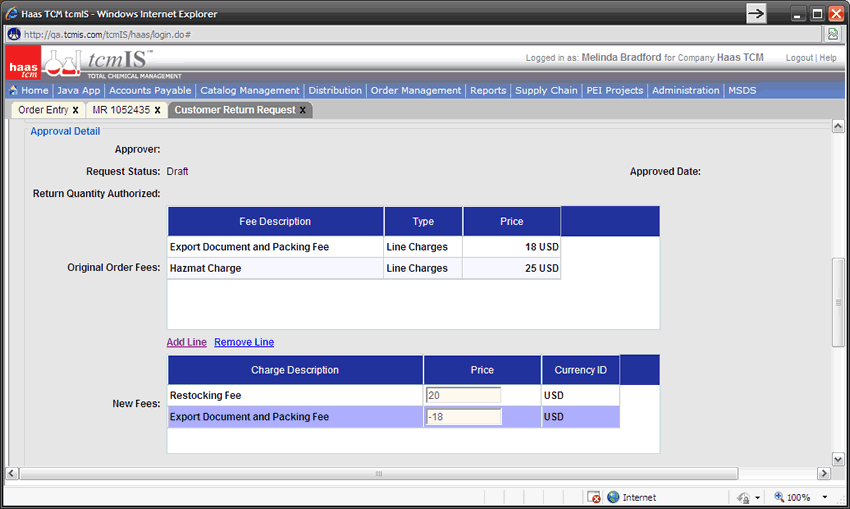 Haas TCM tcmIS - Windows Internet Explorer
http://qa.tcmis.com/tcmIS/haas/login.do#
haas tcm
tcmIS™
TOTAL CHEMICAL MANAGEMENT
Logged in as: Melinda Bradford for Company Haas TCM Logout | Help
Home Java App Accounts Payable Catalog Management Distribution Order Management Reports Supply Chain PEI Projects Administration MSDS
Order Entry x MR 1052435 x Customer Return Request x
Approval Detail
Approver:
Request Status: Draft Approved Date:
Return Quantity Authorized:
Fee Description Type Price
Export Document and Packing Fee Line Charges 18 USD
Original Order Fees: Hazmat Charge Line Charges 25 USD
Add Line Remove Line
Charge Description Price Currency ID
Restocking Fee 20 USD
New Fees:
Export Document and Packing Fee -18 USD
Internet 100%